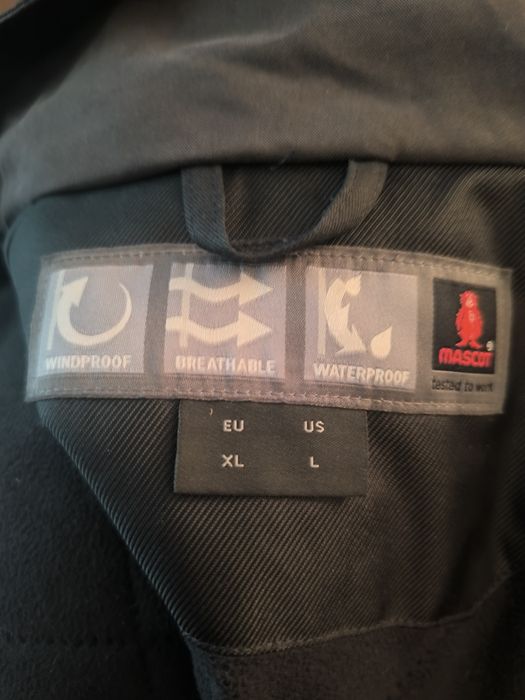 WINDPROOF
BREATHABLE
WATERPROOF
MASCOT®
tested to work
EU US
XL L